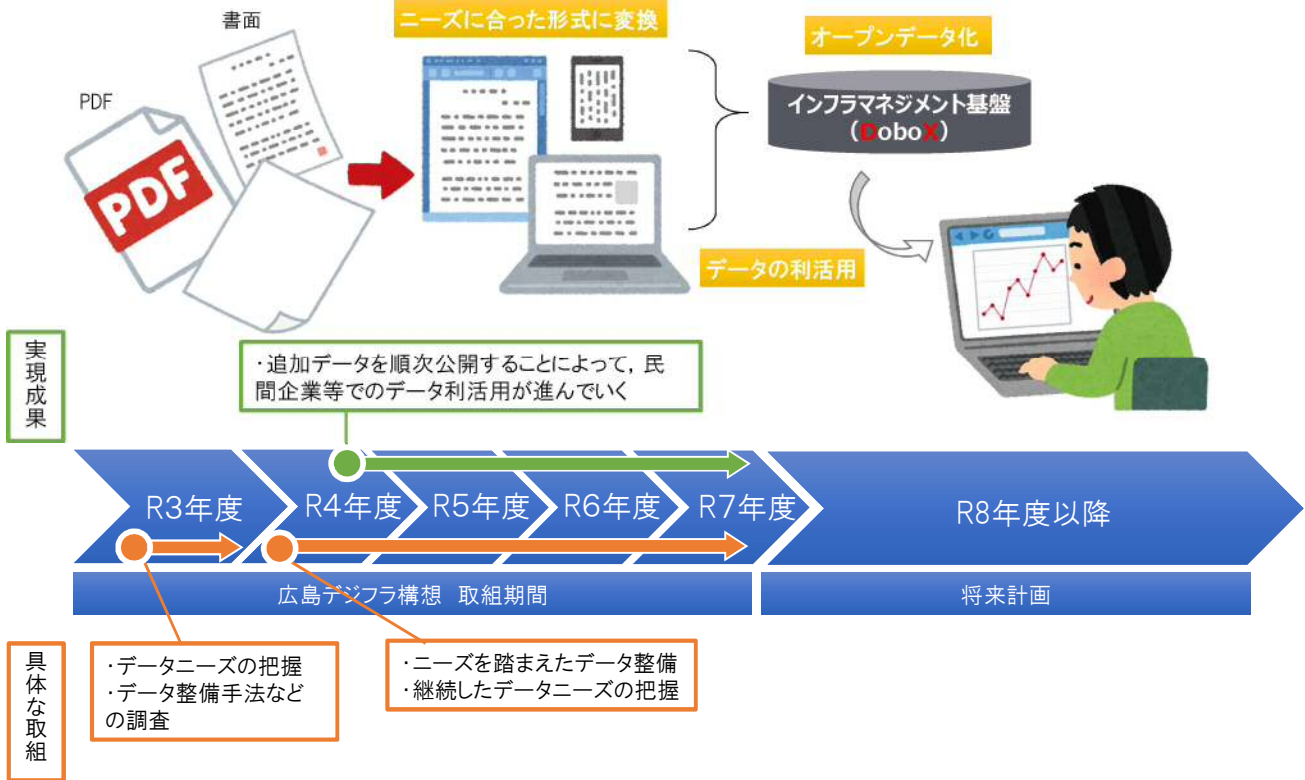 書面
ニーズに合った形式に変換
オープンデータ化
PDF
PDF
インフラマネジメント基盤
(DoboX)
データの利活用
実現成果
・追加データを順次公開することによって，民
間企業等でのデータ利活用が進んでいく
R3年度
R4年度
R5年度
R6年度
R7年度
R8年度以降
広島デジフラ構想 取組期間
将来計画
具体な取組
・データニーズの把握
・データ整備手法など
の調査
・ニーズを踏まえたデータ整備
・継続したデータニーズの把握